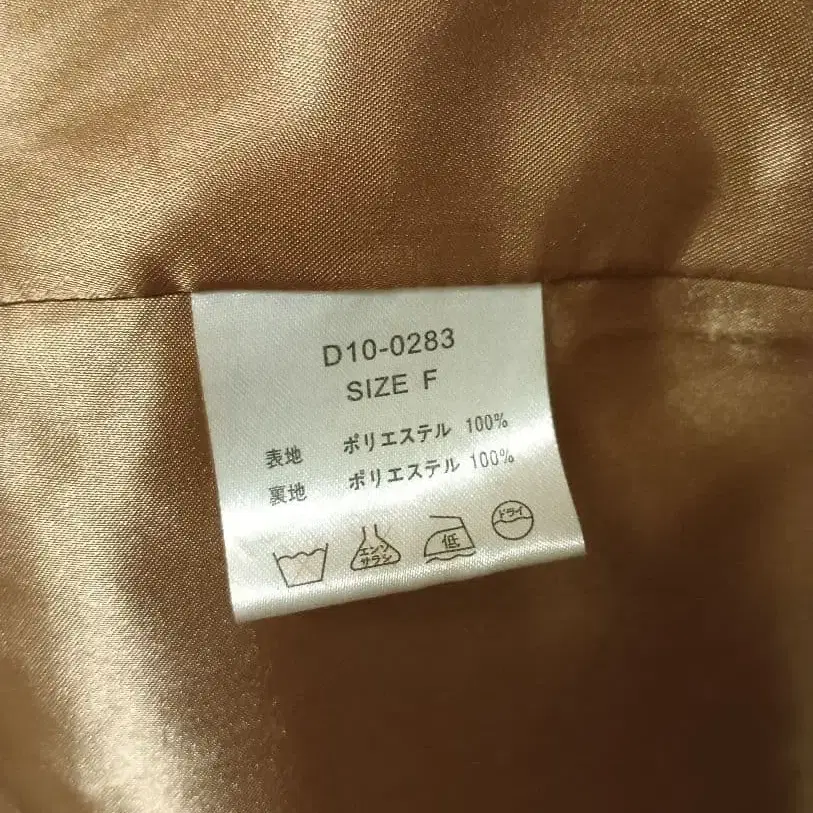 D10-0283
SIZE F
表地 ポリエステル 100%
裏地 ポリエステル 100%
エンソ
サラシ
低
ドライ